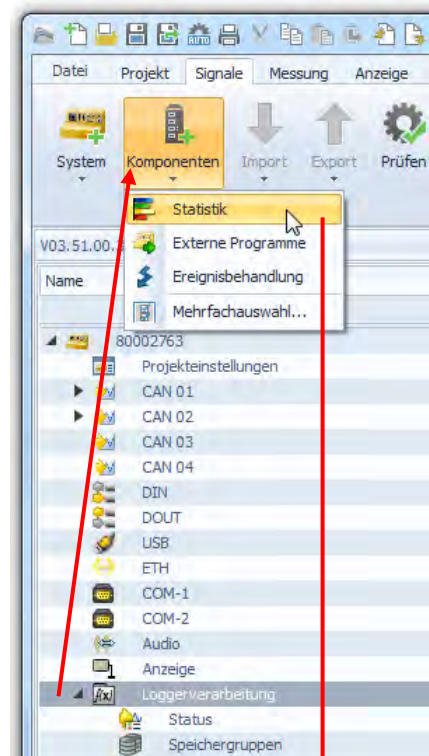 AUTO
Datei Projekt Signale Messung Anzeige
System Komponenten Import Export Prüfen
Statistik
V03.51.00. Externe Programme
Name Ereignisbehandlung
Mehrfachauswahl...
80002763
Projekteinstellungen
CAN 01
CAN 02
CAN 03
CAN 04
DIN
DOUT
USB
ETH
COM-1
COM-2
Audio
Anzeige
f(x) Loggerverarbeitung
Status
Speichergruppen